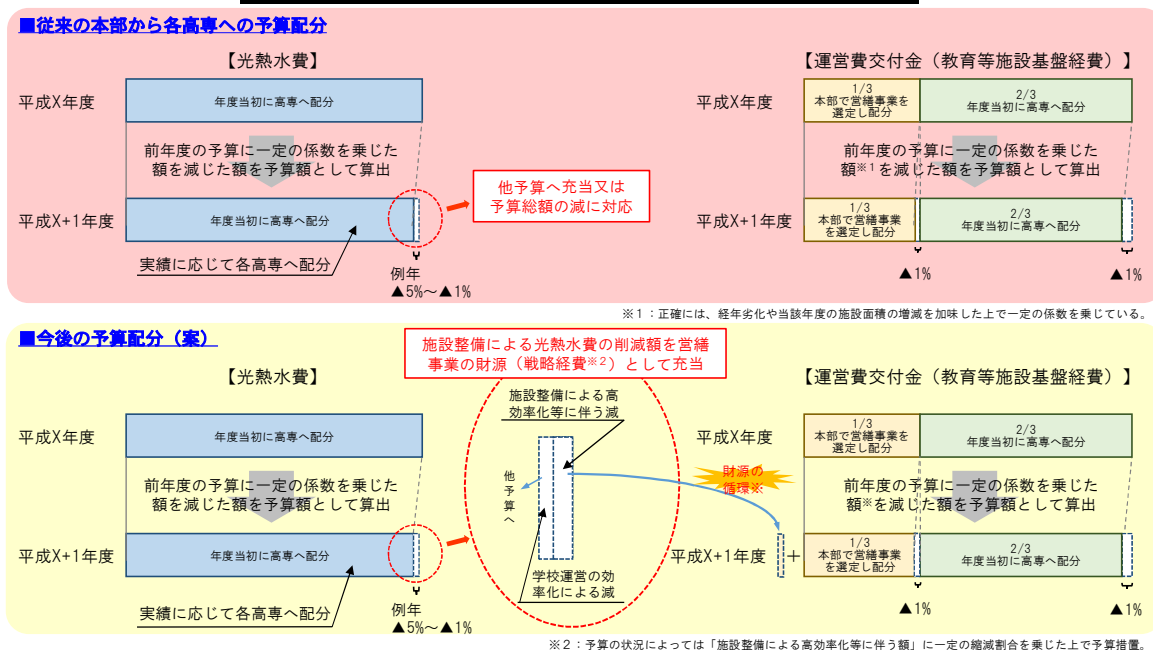 ■従来の本部から各高専への予算配分
【光熱水費】
平成X年度
年度当初に高専へ配分
前年度の予算に一定の係数を乗じた
額を減じた額を予算額として算出
平成X+1年度
年度当初に高専へ配分
実績に応じて各高専へ配分
例年
▲5%～▲1%
他予算へ充当又は
予算総額の減に対応
【運営費交付金（教育等施設基盤経費）】
平成X年度
1/3
本部で営繕事業を
選定し配分
2/3
年度当初に高専へ配分
前年度の予算に一定の係数を乗じた
額※1を減じた額を予算額として算出
平成X+1年度
1/3
本部で営繕事業
を選定し配分
2/3
年度当初に高専へ配分
▲1%
▲1%
※１：正確には、経年劣化や当該年度の施設面積の増減を加味した上で一定の係数を乗じている。
■今後の予算配分（案）
施設整備による光熱水費の削減額を営繕
事業の財源（戦略経費※2）として充当
【光熱水費】
平成X年度
年度当初に高専へ配分
前年度の予算に一定の係数を乗じた
額を減じた額を予算額として算出
平成X+1年度
年度当初に高専へ配分
実績に応じて各高専へ配分
例年
▲5%～▲1%
施設整備による高
効率化等に伴う減
他予算へ
学校運営の効
率化による減
【運営費交付金（教育等施設基盤経費）】
平成X年度
1/3
本部で営繕事業を
選定し配分
2/3
年度当初に高専へ配分
財源の
循環※
前年度の予算に一定の係数を乗じた
額※を減じた額を予算額として算出
平成X+1年度
+
1/3
本部で営繕事業
を選定し配分
2/3
年度当初に高専へ配分
▲1%
▲1%
※２：予算の状況によっては「施設整備による高効率化等に伴う額」に一定の縮減割合を乗じた上で予算措置。